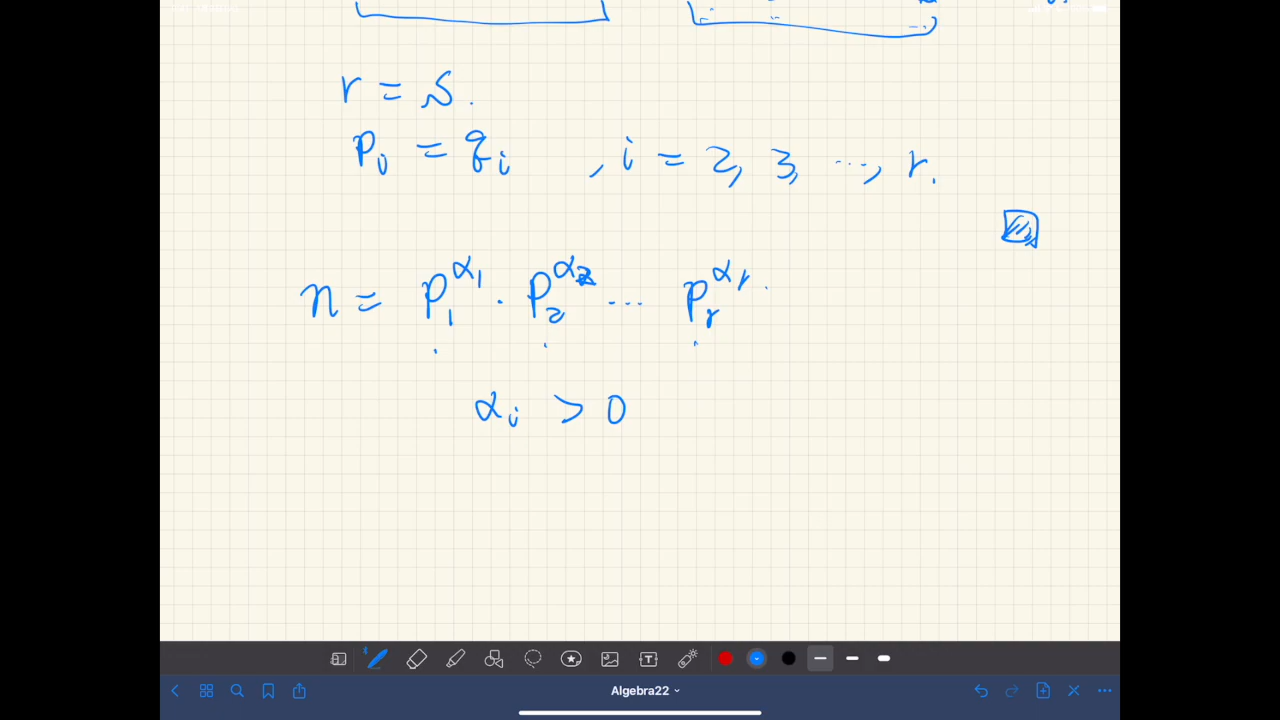 r = s.
p_i = q_i , i = 2, 3, ..., r.
n = p_1^{α_1} · p_2^{α_2} ... p_r^{α_r}.
α_i > 0
Algebra22